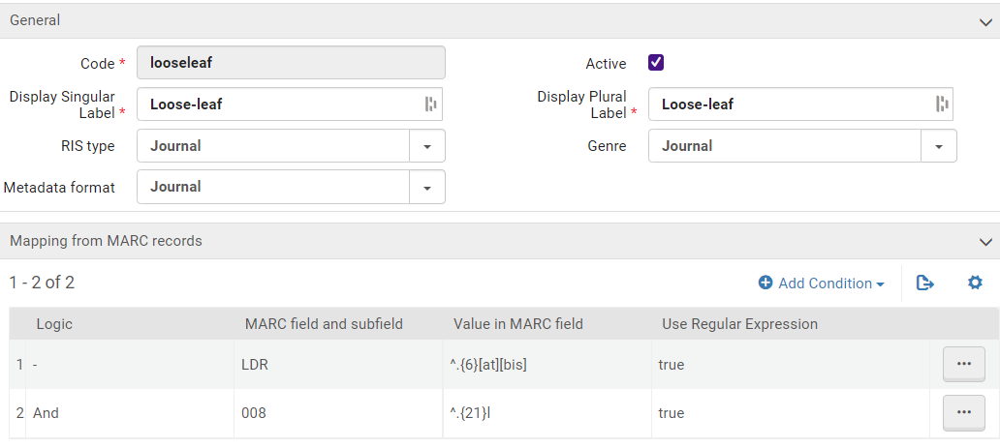 General
Code * looseleaf Active
Display Singular Label * Loose-leaf Display Plural Label * Loose-leaf
RIS type Journal Genre Journal
Metadata format Journal
Mapping from MARC records
1 - 2 of 2 Add Condition
Logic MARC field and subfield Value in MARC field Use Regular Expression
1 - LDR ^.{6}[at][bis] true
2 And 008 ^.{21}l true